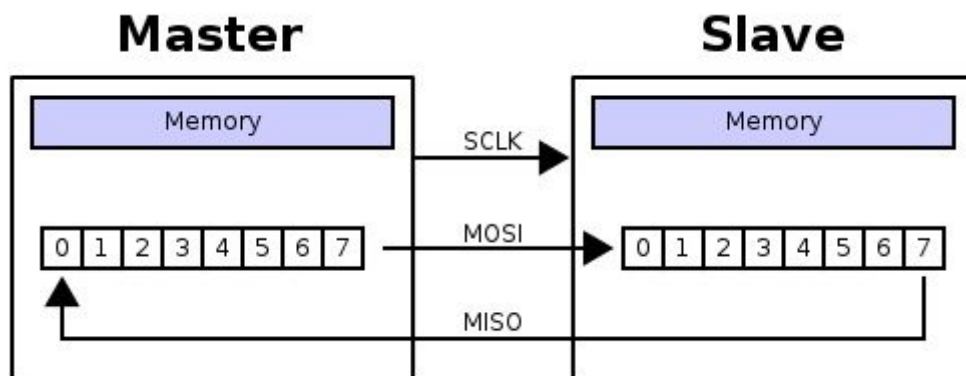 Master Slave
Memory Memory
SCLK
0 1 2 3 4 5 6 7 MOSI 0 1 2 3 4 5 6 7
MISO